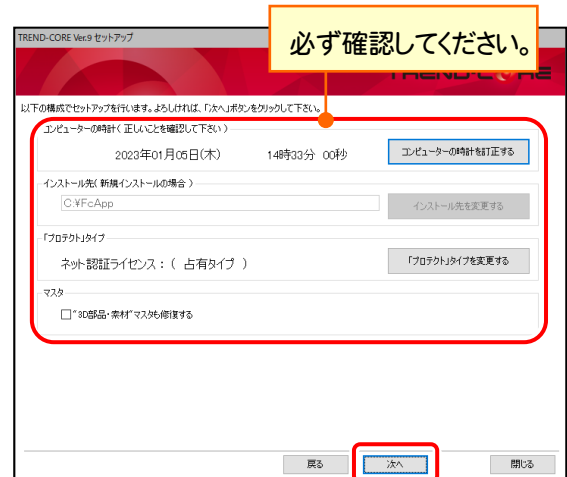 TREND-CORE Ver.9 セットアップ
必ず確認してください。
TREND-CORE
以下の構成でセットアップを行います。よろしければ、「次へ」ボタンをクリックして下さい。
コンピューターの時計( 正しいことを確認して下さい )
2023年01月05日(木) 14時33分 00秒 コンピューターの時計を訂正する
インストール先( 新規インストールの場合 )
C:¥FcApp インストール先を変更する
「プロテクト」タイプ
ネット認証ライセンス : ( 占有タイプ ) 「プロテクト」タイプを変更する
マスタ
"3D部品・素材"マスタも修復する
戻る 次へ 閉じる